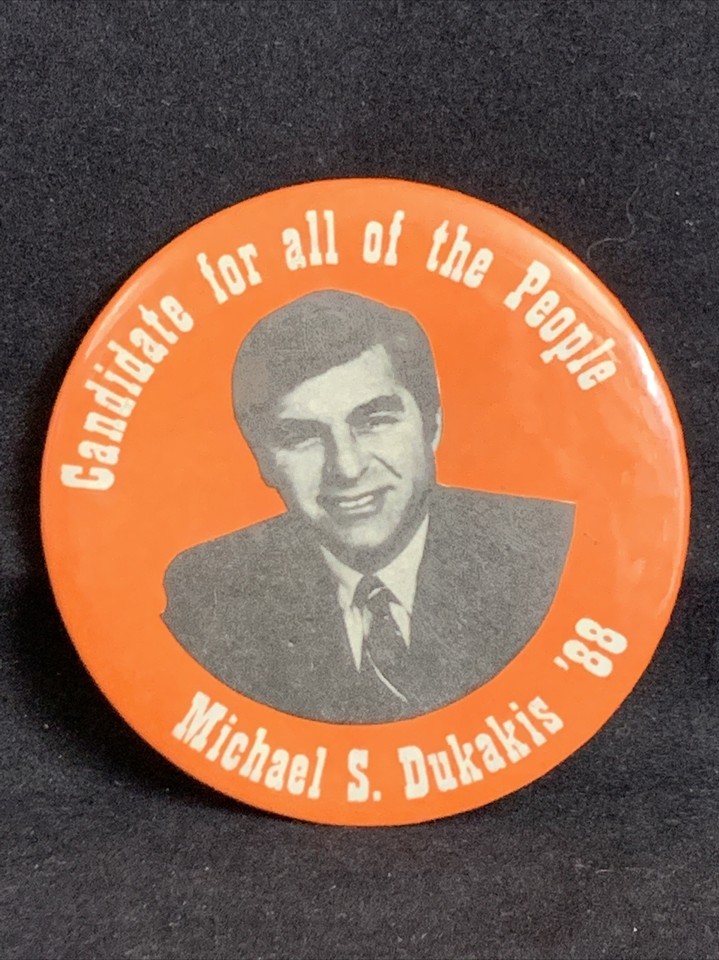 Candidate for all of the People
Michael S. Dukakis '88